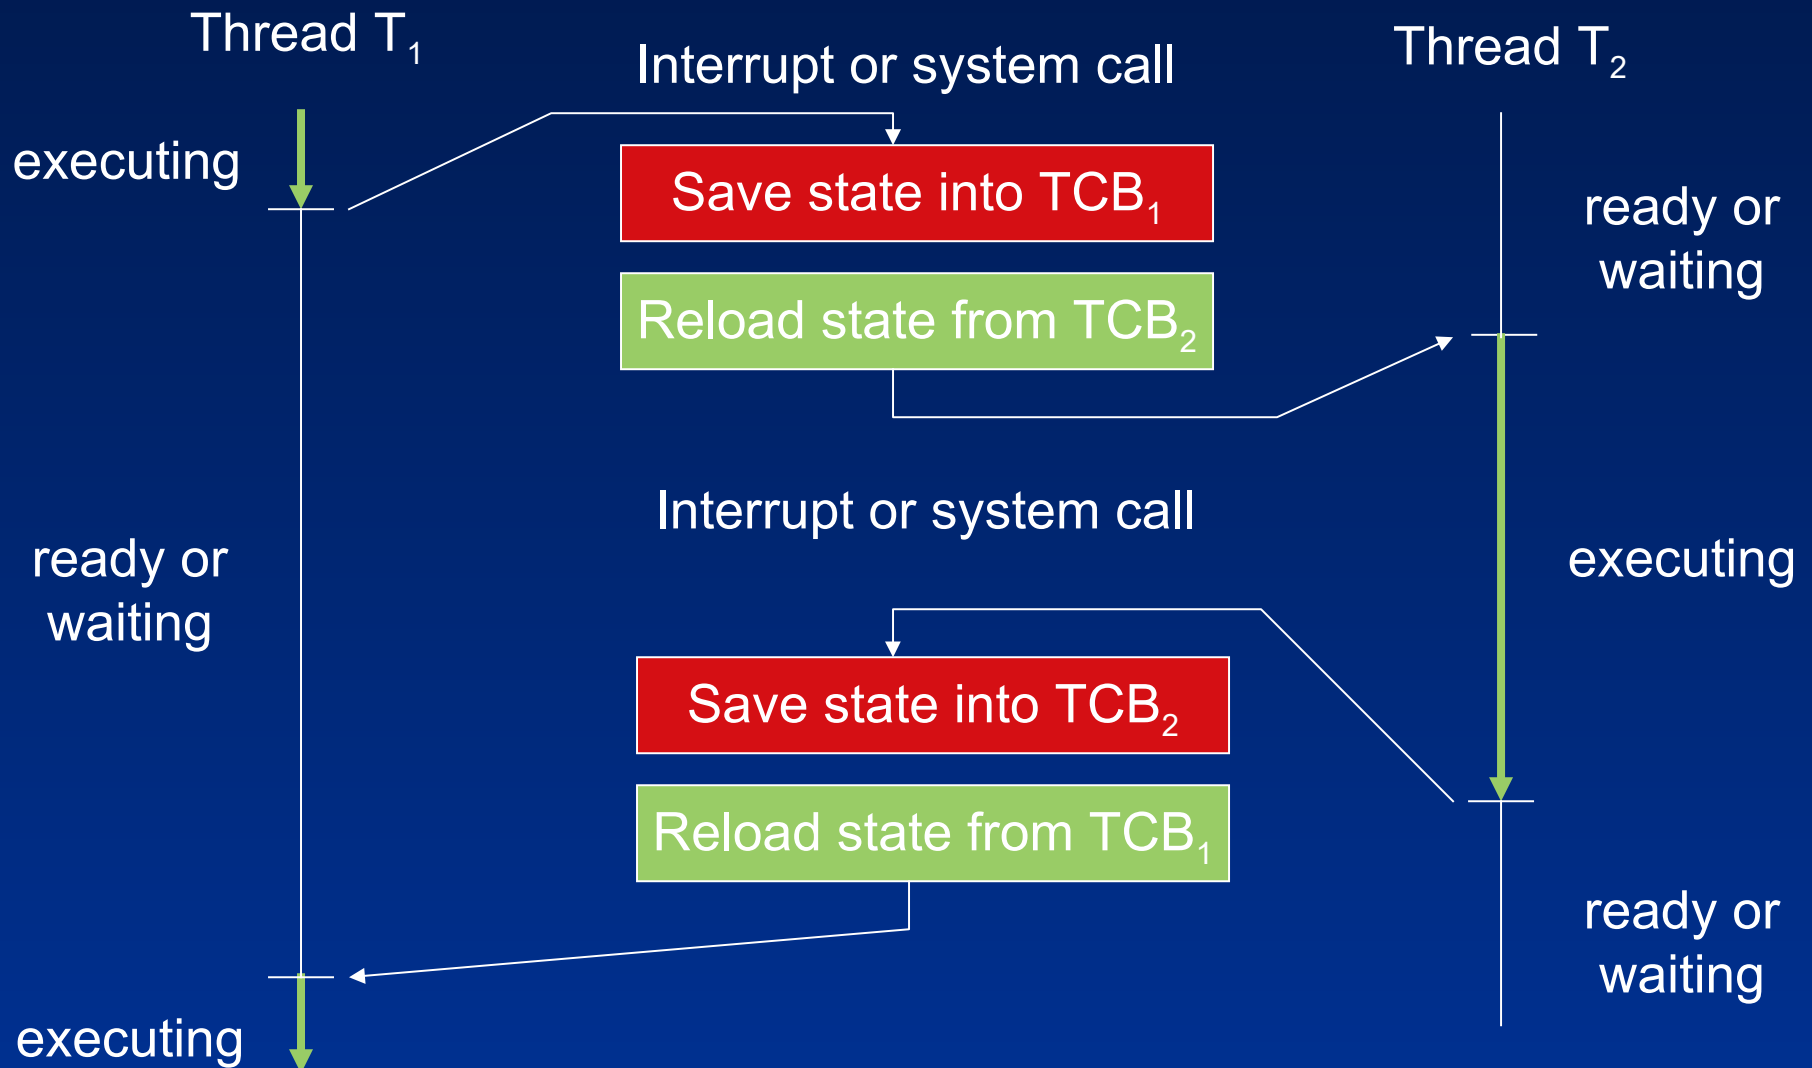 Thread T₁
Interrupt or system call
Thread T₂
executing
Save state into TCB₁
ready or
waiting
Reload state from TCB₂
Interrupt or system call
ready or
waiting
executing
Save state into TCB₂
Reload state from TCB₁
ready or
waiting
executing